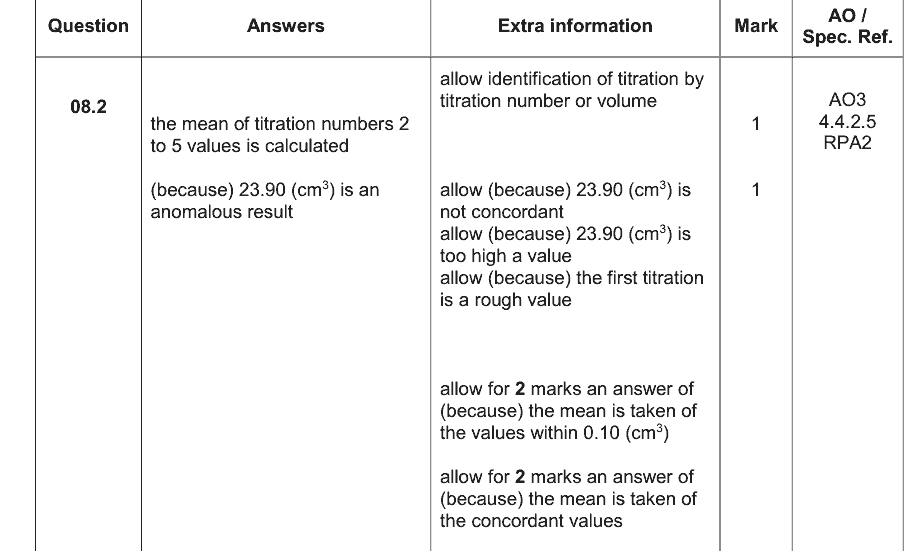 Question Answers Extra information Mark AO /
Spec. Ref.
08.2
the mean of titration numbers 2
to 5 values is calculated
(because) 23.90 (cm³) is an
anomalous result
allow identification of titration by
titration number or volume
allow (because) 23.90 (cm³) is
not concordant
allow (because) 23.90 (cm³) is
too high a value
allow (because) the first titration
is a rough value
allow for 2 marks an answer of
(because) the mean is taken of
the values within 0.10 (cm³)
allow for 2 marks an answer of
(because) the mean is taken of
the concordant values
1
1
AO3
4.4.2.5
RPA2